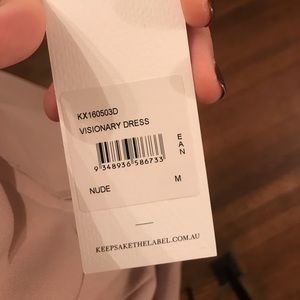 KX160503D
VISIONARY DRESS
EAN
9 348936 586733
NUDE M
KEEPSAKETHELABEL.COM.AU